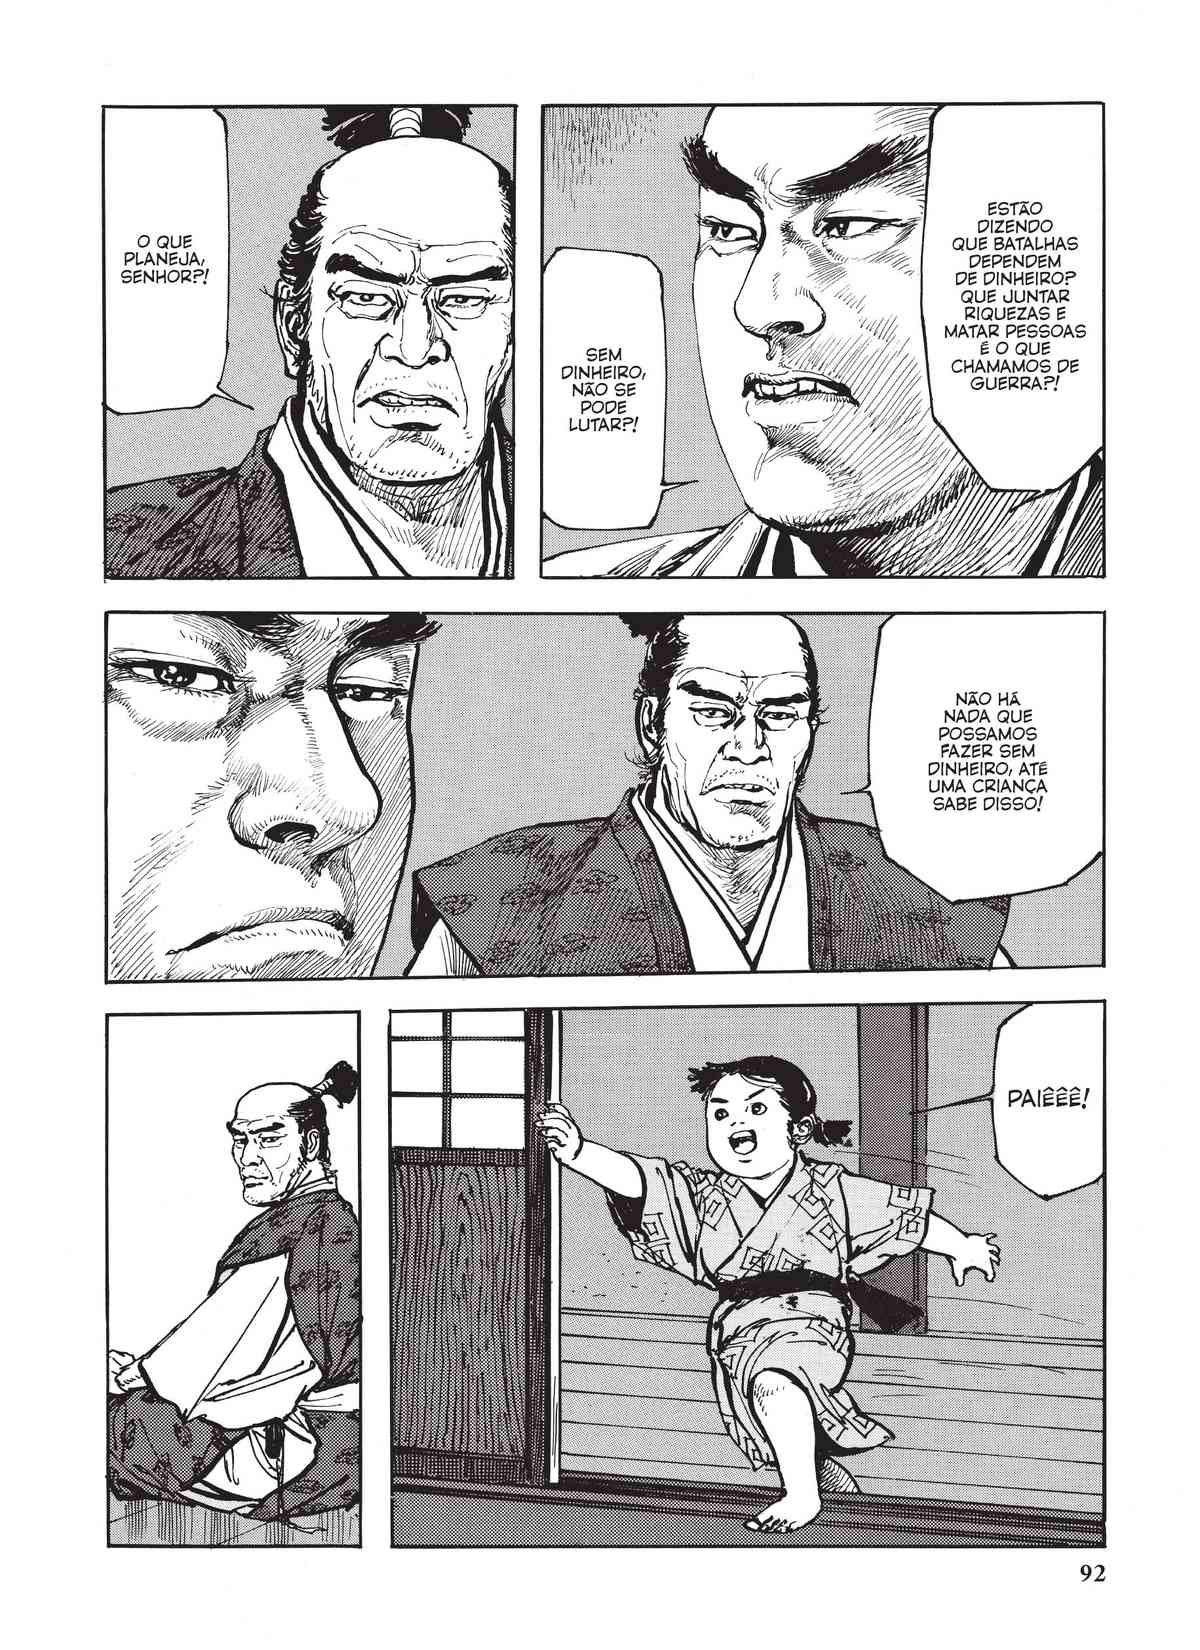 ESTÃO
DIZENDO
QUE BATALHAS
DEPENDEM
DE DINHEIRO?
QUE JUNTAR
RIQUEZAS E
MATAR PESSOAS
É O QUE
CHAMAMOS DE
GUERRA?!
SEM
DINHEIRO,
NÃO SE
PODE
LUTAR?!
O QUE
PLANEJA,
SENHOR?!
NÃO HÁ
NADA QUE
POSSAMOS
FAZER SEM
DINHEIRO, ATÉ
UMA CRIANÇA
SABE DISSO!
PAIÊÊÊ!
92